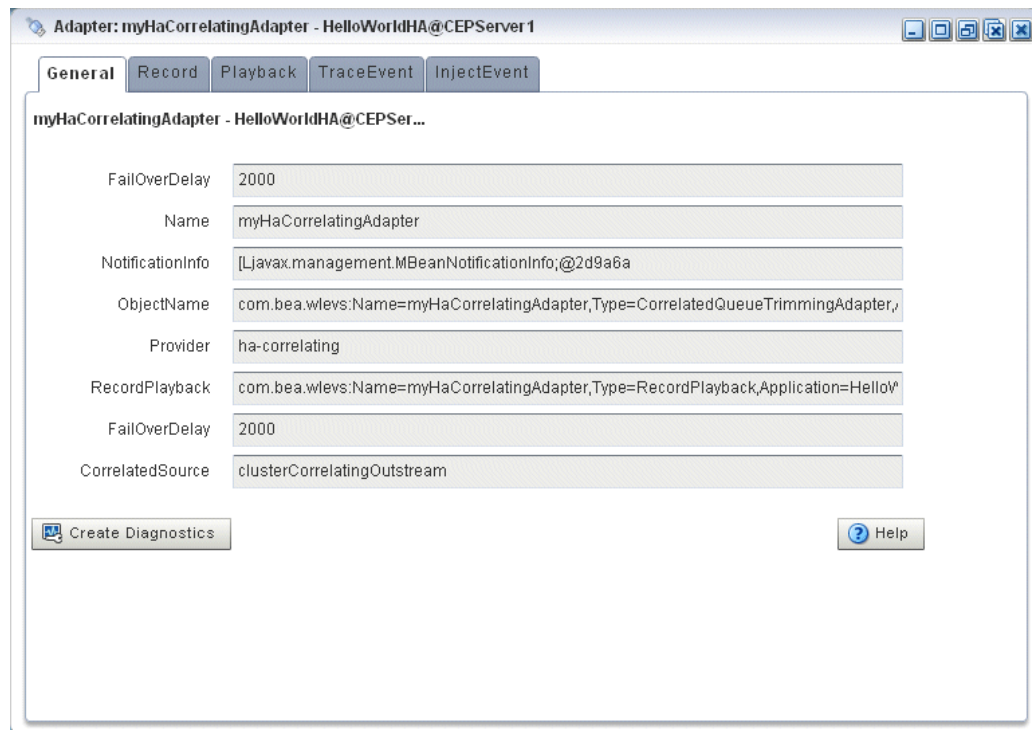 Adapter: myHaCorrelatingAdapter - HelloWorldHA@CEPServer1
General Record Playback TraceEvent InjectEvent
myHaCorrelatingAdapter - HelloWorldHA@CEPSer...
FailOverDelay 2000
Name myHaCorrelatingAdapter
NotificationInfo [Ljavax.management.MBeanNotificationInfo;@2d9a6a
ObjectName com.bea.wlevs:Name=myHaCorrelatingAdapter,Type=CorrelatedQueueTrimmingAdapter,
Provider ha-correlating
RecordPlayback com.bea.wlevs:Name=myHaCorrelatingAdapter,Type=RecordPlayback,Application=Hello
FailOverDelay 2000
CorrelatedSource clusterCorrelatingOutstream
Create Diagnostics Help